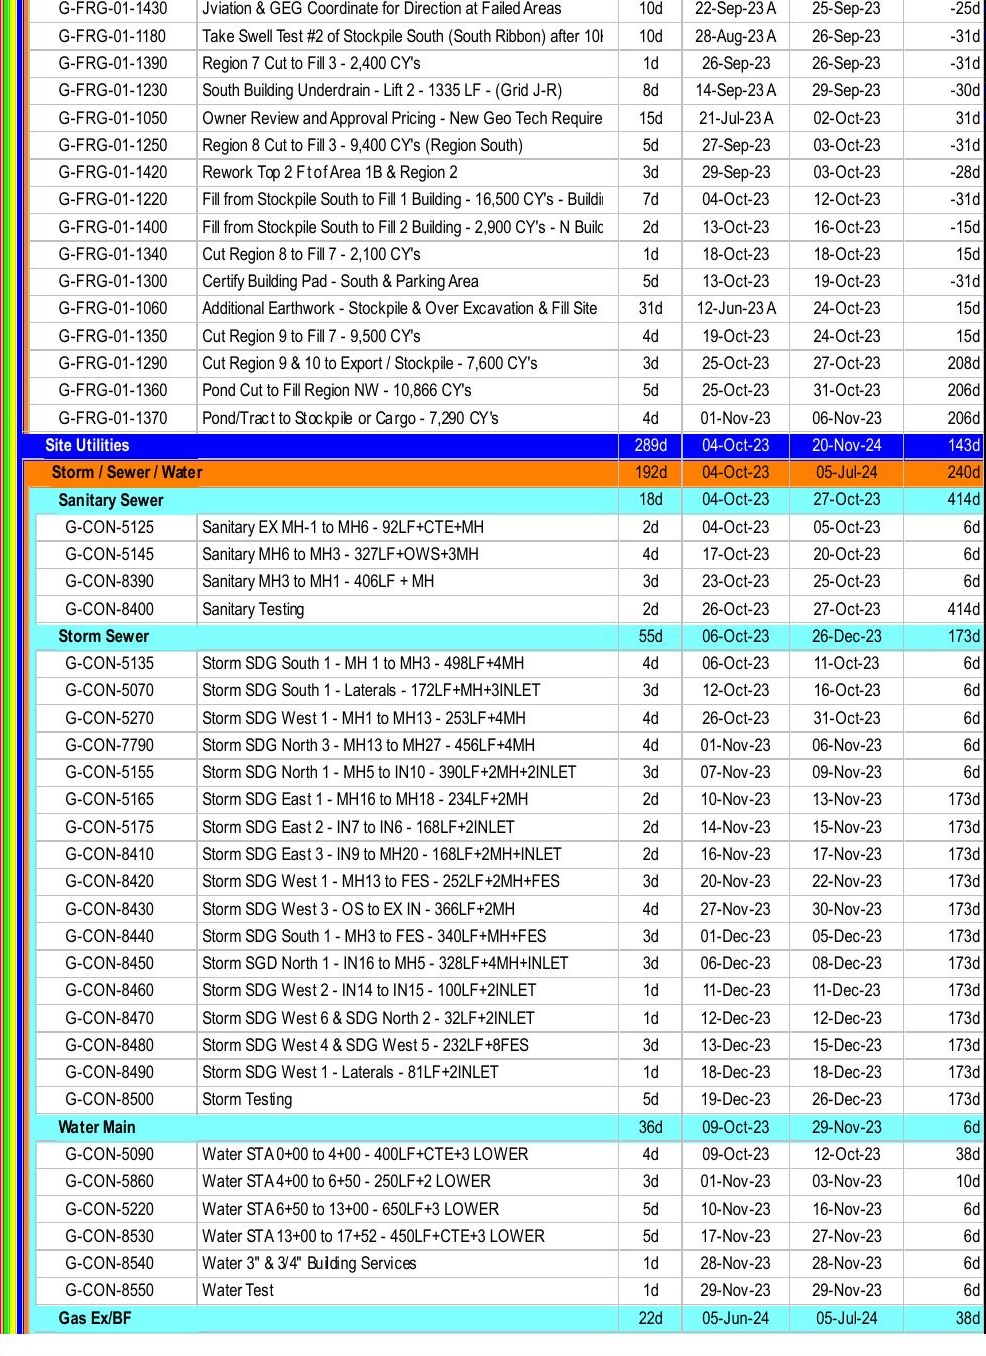 G-FRG-01-1430 Jviation & GEG Coordinate for Direction at Failed Areas 10d 22-Sep-23 A 25-Sep-23 -25d
G-FRG-01-1180 Take Swell Test #2 of Stockpile South (South Ribbon) after 10 10d 28-Aug-23 A 26-Sep-23 -31d
G-FRG-01-1390 Region 7 Cut to Fill 3 - 2,400 CY's 1d 26-Sep-23 26-Sep-23 -31d
G-FRG-01-1230 South Building Underdrain - Lift 2 - 1335 LF - (Grid J-R) 8d 14-Sep-23 A 29-Sep-23 -30d
G-FRG-01-1050 Owner Review and Approval Pricing - New Geo Tech Require 15d 21-Jul-23 A 02-Oct-23 31d
G-FRG-01-1250 Region 8 Cut to Fill 3 - 9,400 CY's (Region South) 5d 27-Sep-23 03-Oct-23 -31d
G-FRG-01-1420 Rework Top 2 Ft of Area 1B & Region 2 3d 29-Sep-23 03-Oct-23 -28d
G-FRG-01-1220 Fill from Stockpile South to Fill 1 Building - 16,500 CY's - Buildi 7d 04-Oct-23 12-Oct-23 -31d
G-FRG-01-1400 Fill from Stockpile South to Fill 2 Building - 2,900 CY's - N Builc 2d 13-Oct-23 16-Oct-23 -15d
G-FRG-01-1340 Cut Region 8 to Fill 7 - 2,100 CY's 1d 18-Oct-23 18-Oct-23 15d
G-FRG-01-1300 Certify Building Pad - South & Parking Area 5d 13-Oct-23 19-Oct-23 -31d
G-FRG-01-1060 Additional Earthwork - Stockpile & Over Excavation & Fill Site 31d 12-Jun-23 A 24-Oct-23 15d
G-FRG-01-1350 Cut Region 9 to Fill 7 - 9,500 CY's 4d 19-Oct-23 24-Oct-23 15d
G-FRG-01-1290 Cut Region 9 & 10 to Export / Stockpile - 7,600 CY's 3d 25-Oct-23 27-Oct-23 208d
G-FRG-01-1360 Pond Cut to Fill Region NW - 10,866 CY's 5d 25-Oct-23 31-Oct-23 206d
G-FRG-01-1370 Pond/Tract to Stockpile or Cargo - 7,290 CY's 4d 01-Nov-23 06-Nov-23 206d
Site Utilities 289d 04-Oct-23 20-Nov-24 143d
Storm / Sewer / Water 192d 04-Oct-23 05-Jul-24 240d
Sanitary Sewer 18d 04-Oct-23 27-Oct-23 414d
G-CON-5125 Sanitary EX MH-1 to MH6 - 92LF+CTE+MH 2d 04-Oct-23 05-Oct-23 6d
G-CON-5145 Sanitary MH6 to MH3 - 327LF+OWS+3MH 4d 17-Oct-23 20-Oct-23 6d
G-CON-8390 Sanitary MH3 to MH1 - 406LF + MH 3d 23-Oct-23 25-Oct-23 6d
G-CON-8400 Sanitary Testing 2d 26-Oct-23 27-Oct-23 414d
Storm Sewer 55d 06-Oct-23 26-Dec-23 173d
G-CON-5135 Storm SDG South 1 - MH 1 to MH3 - 498LF+4MH 4d 06-Oct-23 11-Oct-23 6d
G-CON-5070 Storm SDG South 1 - Laterals - 172LF+MH+3INLET 3d 12-Oct-23 16-Oct-23 6d
G-CON-5270 Storm SDG West 1 - MH1 to MH13 - 253LF+4MH 4d 26-Oct-23 31-Oct-23 6d
G-CON-7790 Storm SDG North 3 - MH13 to MH27 - 456LF+4MH 4d 01-Nov-23 06-Nov-23 6d
G-CON-5155 Storm SDG North 1 - MH5 to IN10 - 390LF+2MH+2INLET 3d 07-Nov-23 09-Nov-23 6d
G-CON-5165 Storm SDG East 1 - MH16 to MH18 - 234LF+2MH 2d 10-Nov-23 13-Nov-23 173d
G-CON-5175 Storm SDG East 2 - IN7 to IN6 - 168LF+2INLET 2d 14-Nov-23 15-Nov-23 173d
G-CON-8410 Storm SDG East 3 - IN9 to MH20 - 168LF+2MH+INLET 2d 16-Nov-23 17-Nov-23 173d
G-CON-8420 Storm SDG West 1 - MH13 to FES - 252LF+2MH+FES 3d 20-Nov-23 22-Nov-23 173d
G-CON-8430 Storm SDG West 3 - OS to EX IN - 366LF+2MH 4d 27-Nov-23 30-Nov-23 173d
G-CON-8440 Storm SDG South 1 - MH3 to FES - 340LF+MH+FES 3d 01-Dec-23 05-Dec-23 173d
G-CON-8450 Storm SGD North 1 - IN16 to MH5 - 328LF+4MH+INLET 3d 06-Dec-23 08-Dec-23 173d
G-CON-8460 Storm SDG West 2 - IN14 to IN15 - 100LF+2INLET 1d 11-Dec-23 11-Dec-23 173d
G-CON-8470 Storm SDG West 6 & SDG North 2 - 32LF+2INLET 1d 12-Dec-23 12-Dec-23 173d
G-CON-8480 Storm SDG West 4 & SDG West 5 - 232LF+8FES 3d 13-Dec-23 15-Dec-23 173d
G-CON-8490 Storm SDG West 1 - Laterals - 81LF+2INLET 1d 18-Dec-23 18-Dec-23 173d
G-CON-8500 Storm Testing 5d 19-Dec-23 26-Dec-23 173d
Water Main 36d 09-Oct-23 29-Nov-23 6d
G-CON-5090 Water STA 0+00 to 4+00 - 400LF+CTE+3 LOWER 4d 09-Oct-23 12-Oct-23 38d
G-CON-5860 Water STA 4+00 to 6+50 - 250LF+2 LOWER 3d 01-Nov-23 03-Nov-23 10d
G-CON-5220 Water STA 6+50 to 13+00 - 650LF+3 LOWER 5d 10-Nov-23 16-Nov-23 6d
G-CON-8530 Water STA 13+00 to 17+52 - 450LF+CTE+3 LOWER 5d 17-Nov-23 27-Nov-23 6d
G-CON-8540 Water 3" & 3/4" Building Services 1d 28-Nov-23 28-Nov-23 6d
G-CON-8550 Water Test 1d 29-Nov-23 29-Nov-23 6d
Gas Ex/BF 22d 05-Jun-24 05-Jul-24 38d